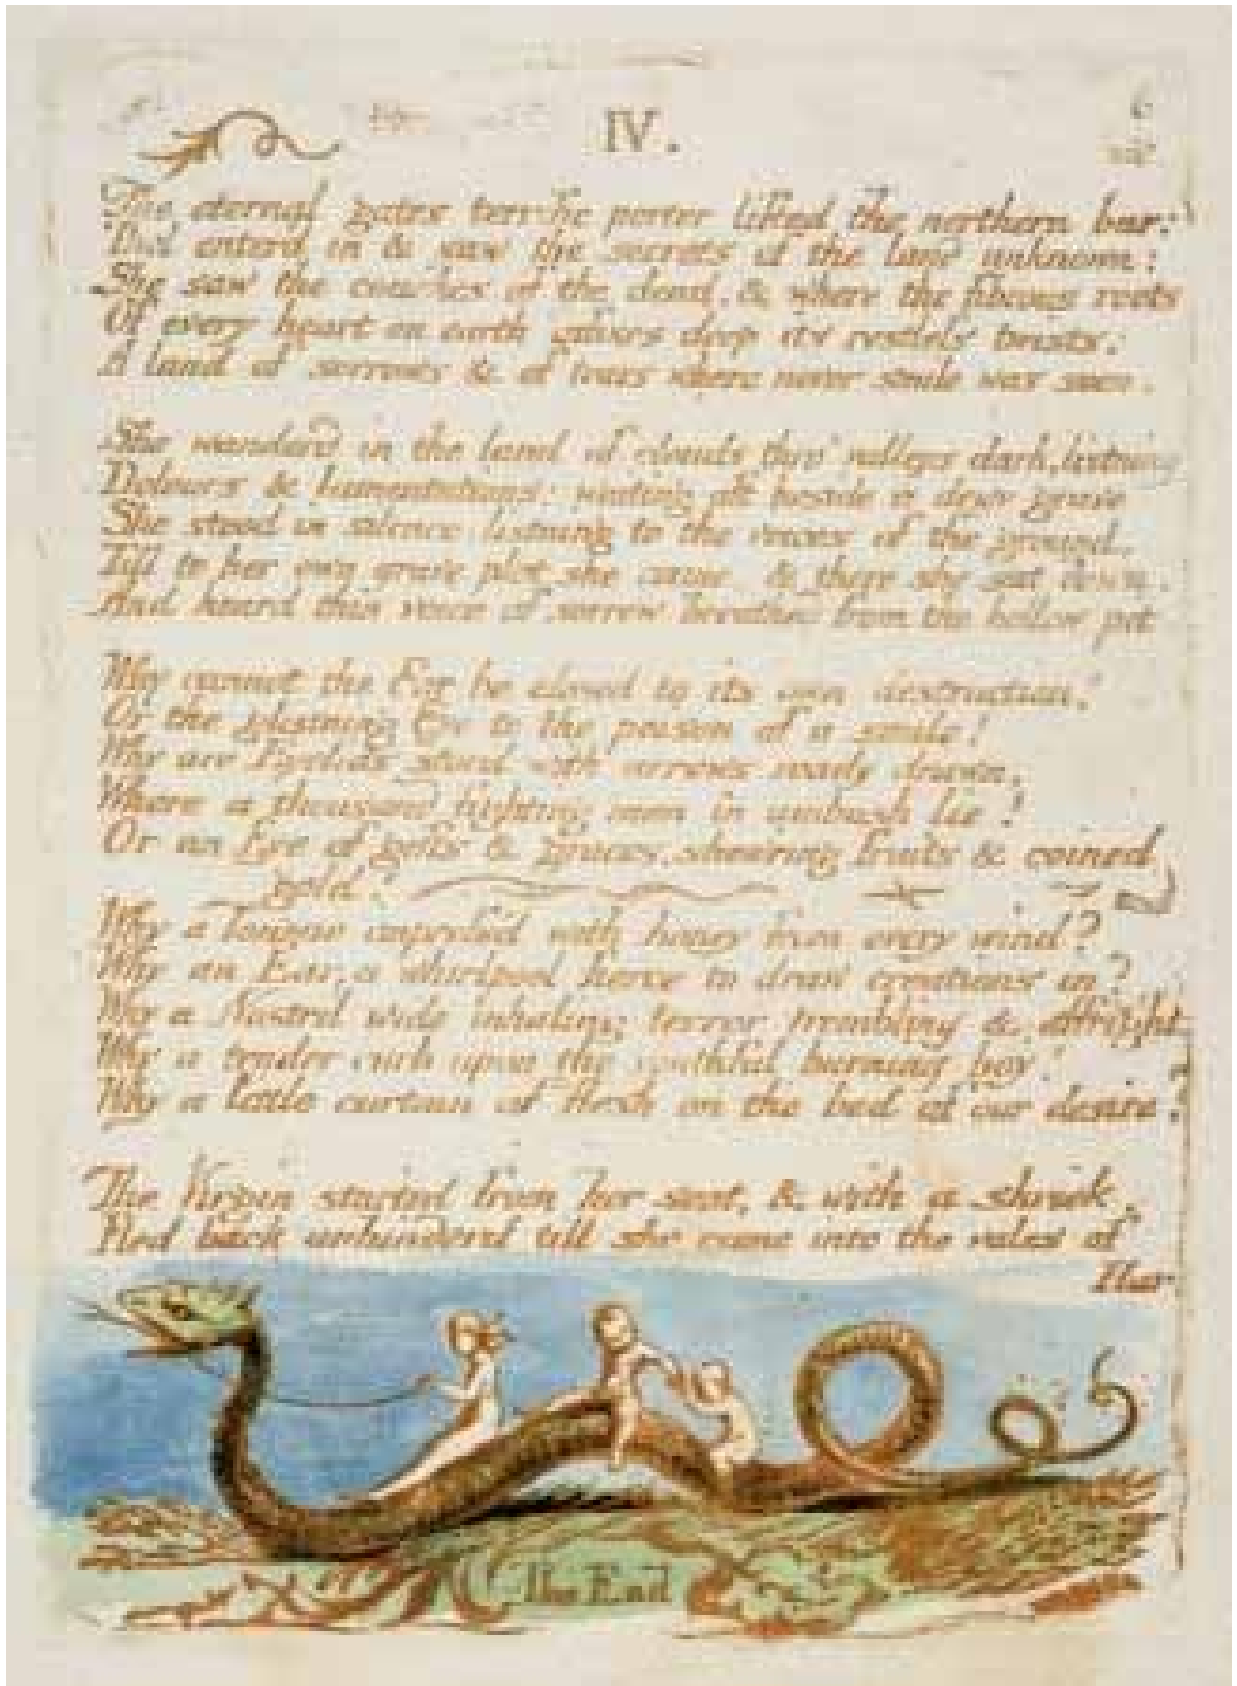 IV.
The eternal gates terrific porter lifted the northern bar:
Thel enterd in & saw the secrets of the land unknown:
She saw the couches of the dead, & where the fibrous roots
Of every heart on earth infixes deep its restless twists:
A land of sorrows & of tears where never smile was seen.
She wanderd in the land of clouds thro' valleys dark, listning
Dolours & lamentations: waiting oft beside a dewy grave
She stood in silence listning to the voices of the ground,
Till to her own grave plot she came, & there she sat down.
And heard this voice of sorrow breathed from the hollow pit
Why cannot the Ear be closed to its own destruction?
Or the glistning Eye to the poison of a smile!
Why are Eyelids stord with arrows ready drawn,
Where a thousand fighting men in ambush lie!
Or an Eye of gifts & graces, showring fruits & coined
gold?
Why a Tongue impress'd with honey from every wind?
Why an Ear, a whirlpool fierce to draw creations in?
Why a Nostril wide inhaling terror trembling & affright
Why a tender curb upon the youthful burning boy!
Why a little curtain of flesh on the bed of our desire?
The Virgin started from her seat, & with a shriek,
Fled back unhinderd till she came into the vales of
Har
The End